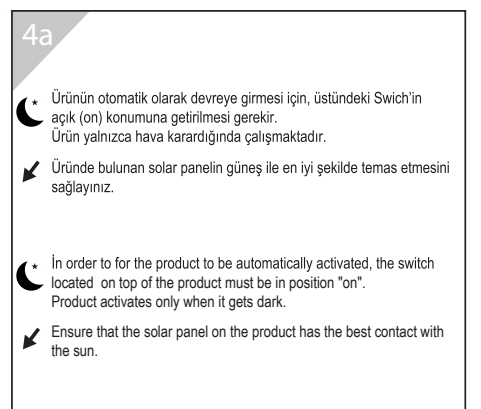 4a
Ürünün otomatik olarak devreye girmesi için, üstündeki Swich'in
açık (on) konumuna getirilmesi gerekir.
Ürün yalnızca hava karardığında çalışmaktadır.
Üründe bulunan solar panelin güneş ile en iyi şekilde temas etmesini
sağlayınız.
İn order to for the product to be automatically activated, the switch
located on top of the product must be in position "on".
Product activates only when it gets dark.
Ensure that the solar panel on the product has the best contact with
the sun.